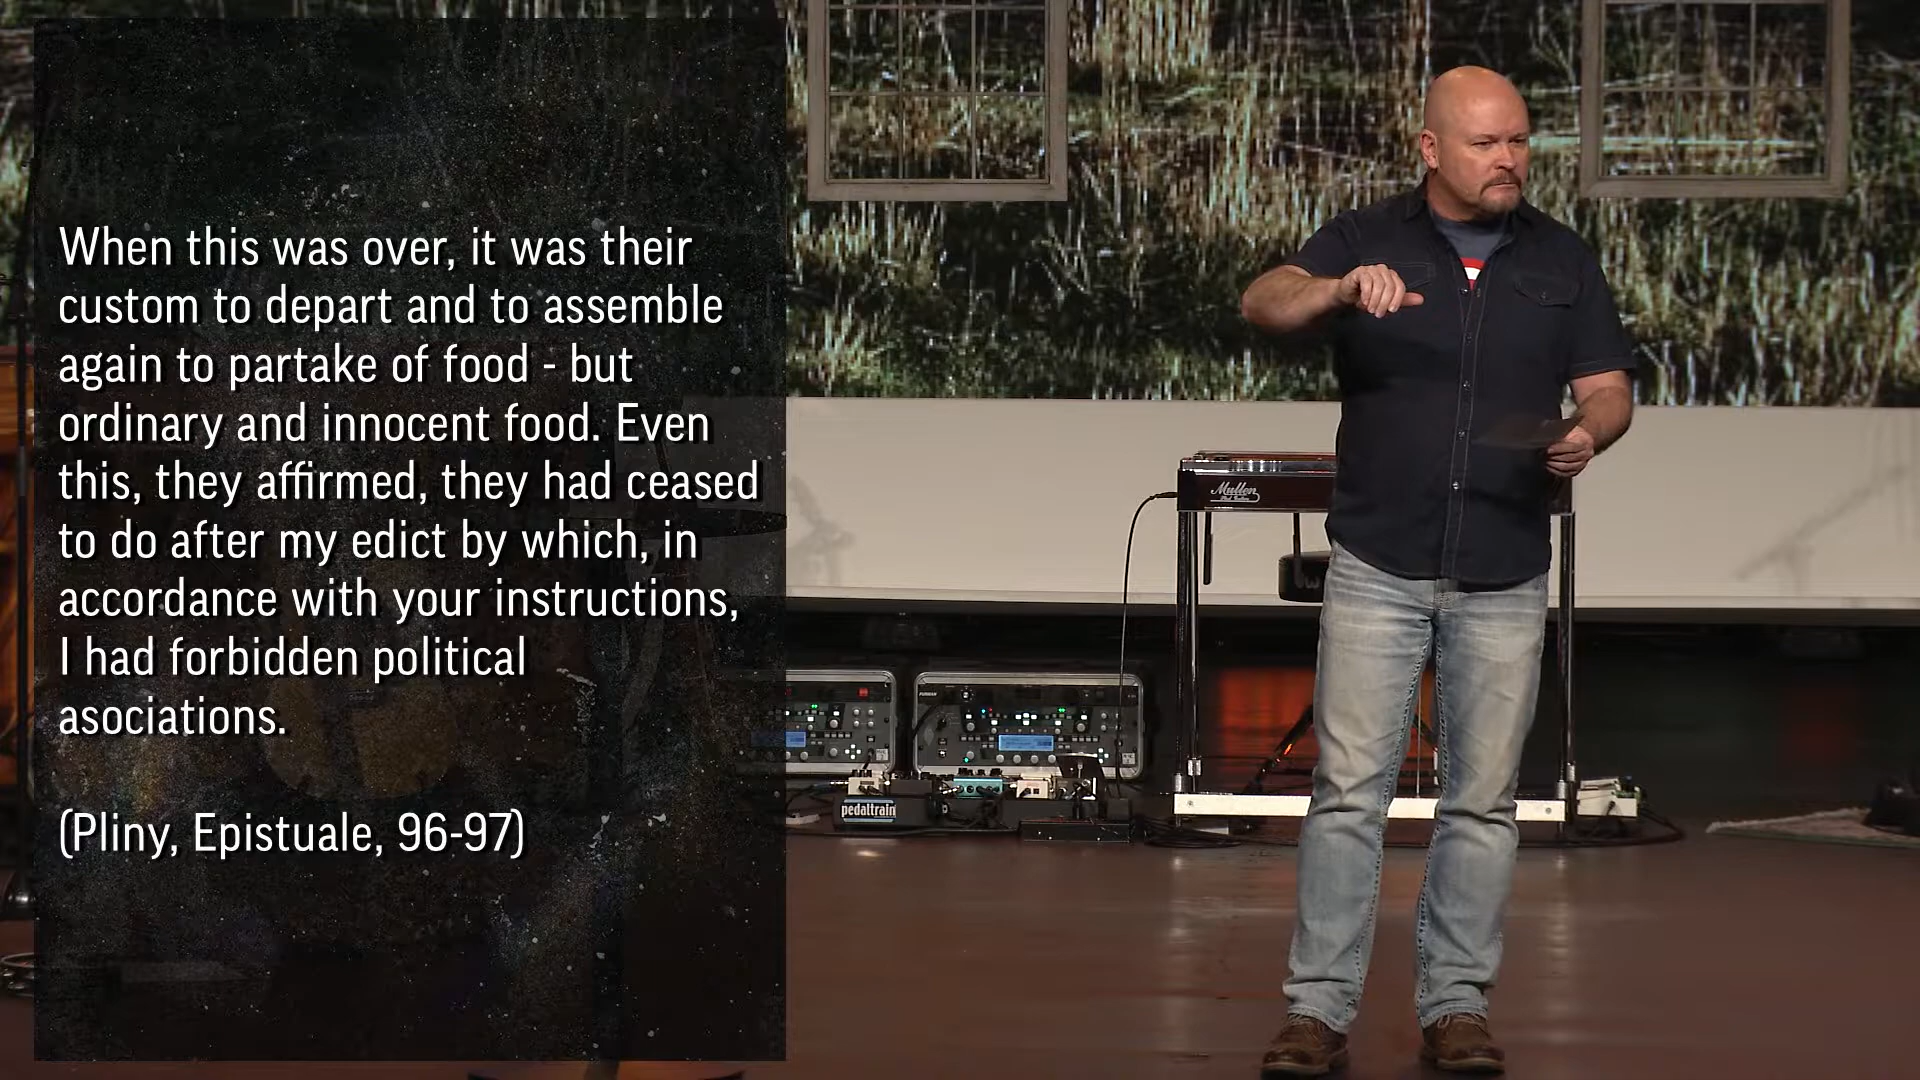 When this was over, it was their
custom to depart and to assemble
again to partake of food - but
ordinary and innocent food. Even
this, they affirmed, they had ceased
to do after my edict by which, in
accordance with your instructions,
I had forbidden political
asociations.
(Pliny, Epistuale, 96-97)
Mullen
pedaltrain
FURMAN